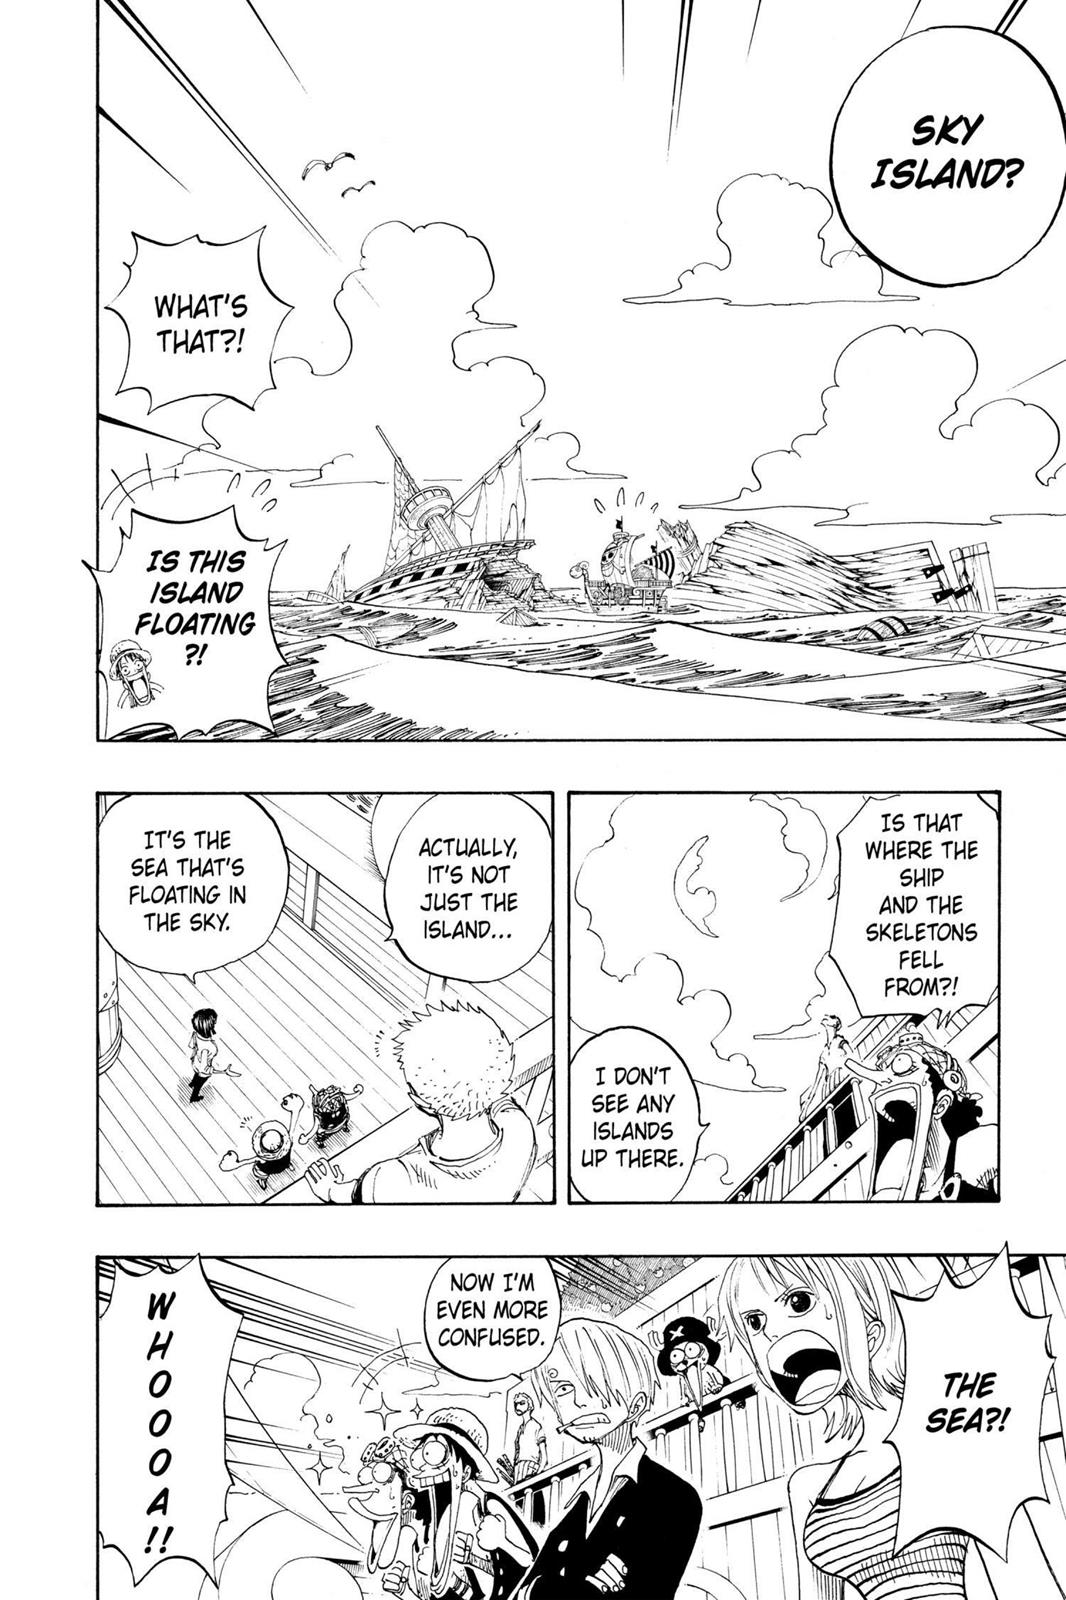 SKY
ISLAND?
WHAT'S
THAT?!
IS THIS
ISLAND
FLOATING
?!
IS THAT
WHERE THE
SHIP
AND THE
SKELETONS
FELL
FROM?!
I DON'T
SEE ANY
ISLANDS
UP THERE.
ACTUALLY,
IT'S NOT
JUST THE
ISLAND...
IT'S THE
SEA THAT'S
FLOATING IN
THE SKY.
THE
SEA?!
NOW I'M
EVEN MORE
CONFUSED.
WHOOOA!!